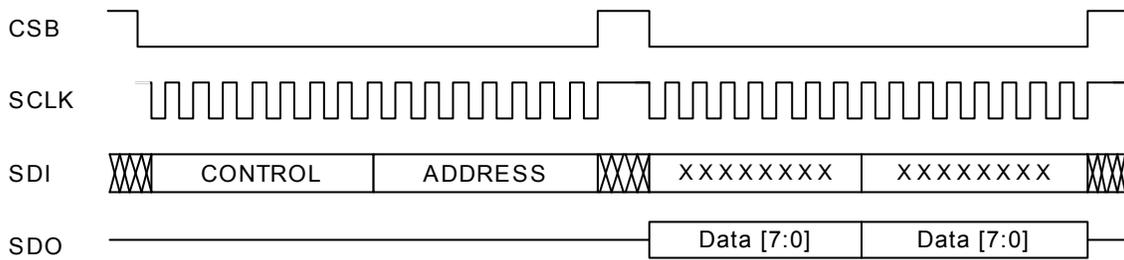 CSB
SCLK
SDI CONTROL ADDRESS XXXXXXXX XXXXXXXX
SDO Data [7:0] Data [7:0]